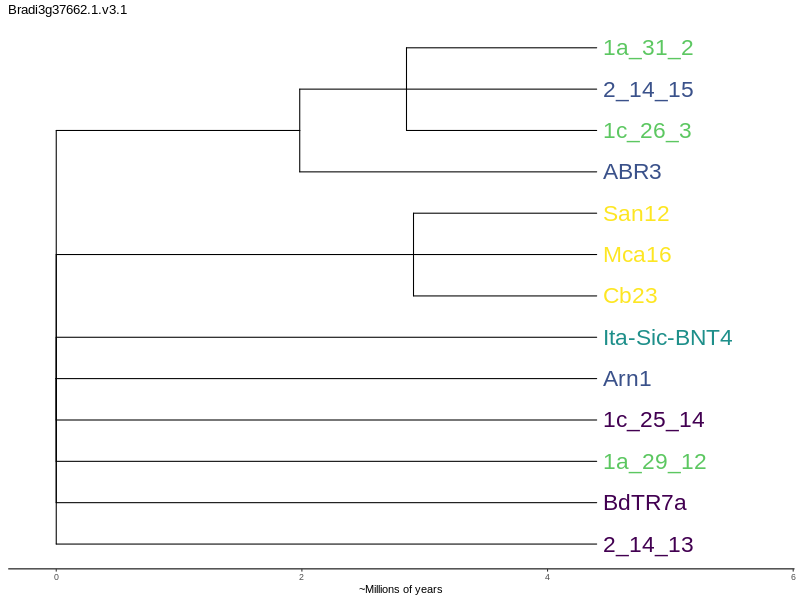 Bradi3g37662.1.v3.1
1a_31_2
2_14_15
1c_26_3
ABR3
San12
Mca16
Cb23
Ita-Sic-BNT4
Arn1
1c_25_14
1a_29_12
BdTR7a
2_14_13
0 2 4 6
~Millions of years